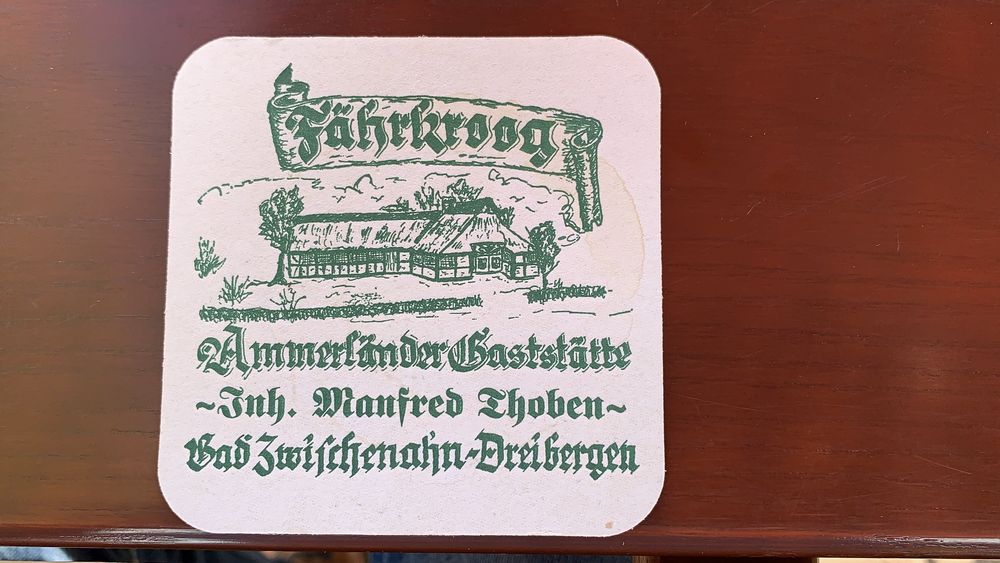 Fährkroog
Ammerländer Gaststätte
~Inh. Manfred Thoben~
Bad Zwischenahn-Dreibergen